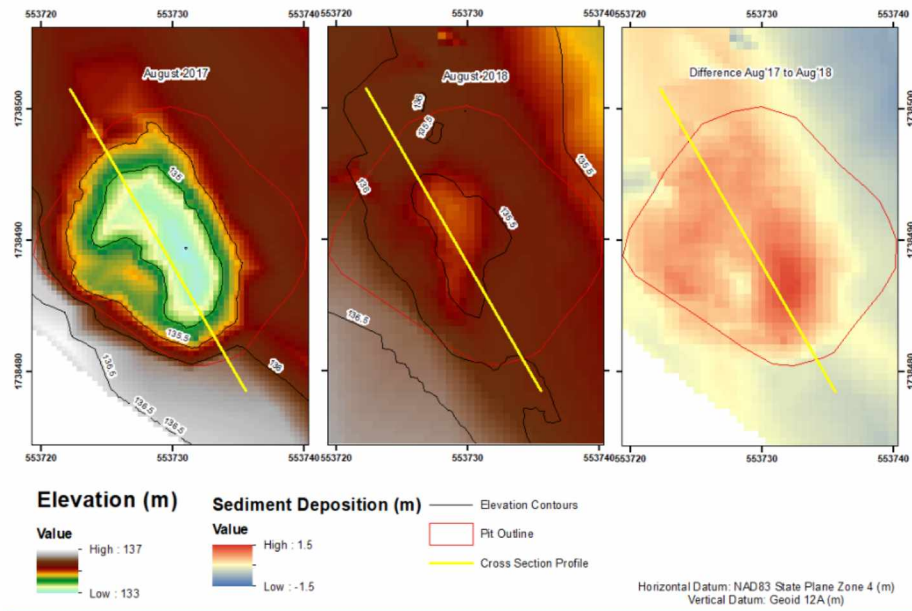 553720 553730 553740 553720 553730 553740 553720 553730 553740
August 2017
August 2018
Difference Aug'17 to Aug'18
1738500
1738490
1738480
135
135.5
136
136.5
136.5
136.5
136
135.5
136
135.5
135.5
136.5
1738500
1738490
1738480
553720 553730 553740 553720 553730 553740 553720 553730 553740
Elevation (m)
Value
High : 137
Low : 133
Sediment Deposition (m)
Value
High : 1.5
Low : -1.5
Elevation Contours
Pit Outline
Cross Section Profile
Horizontal Datum: NAD83 State Plane Zone 4 (m)
Vertical Datum: Geoid 12A (m)